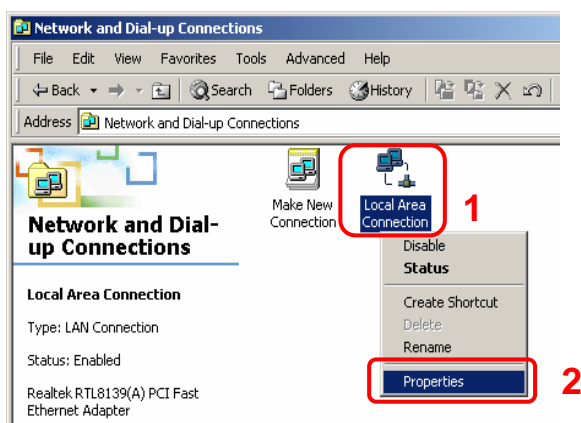 Network and Dial-up Connections
File Edit View Favorites Tools Advanced Help
Back Search Folders History
Address Network and Dial-up Connections
Network and Dial-
up Connections
Local Area Connection
Type: LAN Connection
Status: Enabled
Realtek RTL8139(A) PCI Fast
Ethernet Adapter
Make New
Connection
Local Area
Connection
1
Disable
Status
Create Shortcut
Delete
Rename
Properties
2